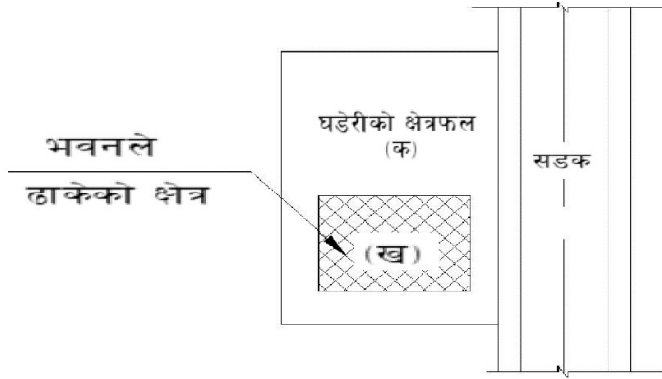 घडेरीको क्षेत्रफल
(क)
भवनले
ढाकेको क्षेत्र
सडक
(ख)